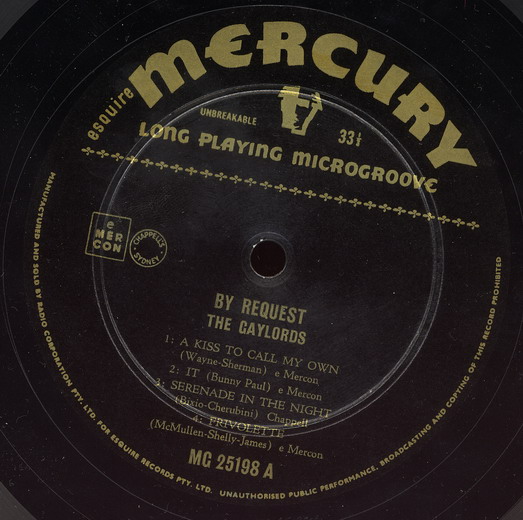 esquire MERCURY
UNBREAKABLE
33⅓
LONG PLAYING MICROGROOVE
e
MER
CON
CHAPPELL'S
SYDNEY
BY REQUEST
THE GAYLORDS
1: A KISS TO CALL MY OWN
(Wayne-Sherman) e Mercon
2: IT (Bunny Paul) e Mercon
3: SERENADE IN THE NIGHT
(Bixio-Cherubini) Chappell
4: FRIVOLETTE
(McMullen-Shelly-James) e Mercon
MG 25198 A
MANUFACTURED AND SOLD BY RADIO CORPORATION PTY. LTD. FOR ESQUIRE RECORDS PTY. LTD. UNAUTHORISED PUBLIC PERFORMANCE, BROADCASTING AND COPYING OF THIS RECORD PROHIBITED